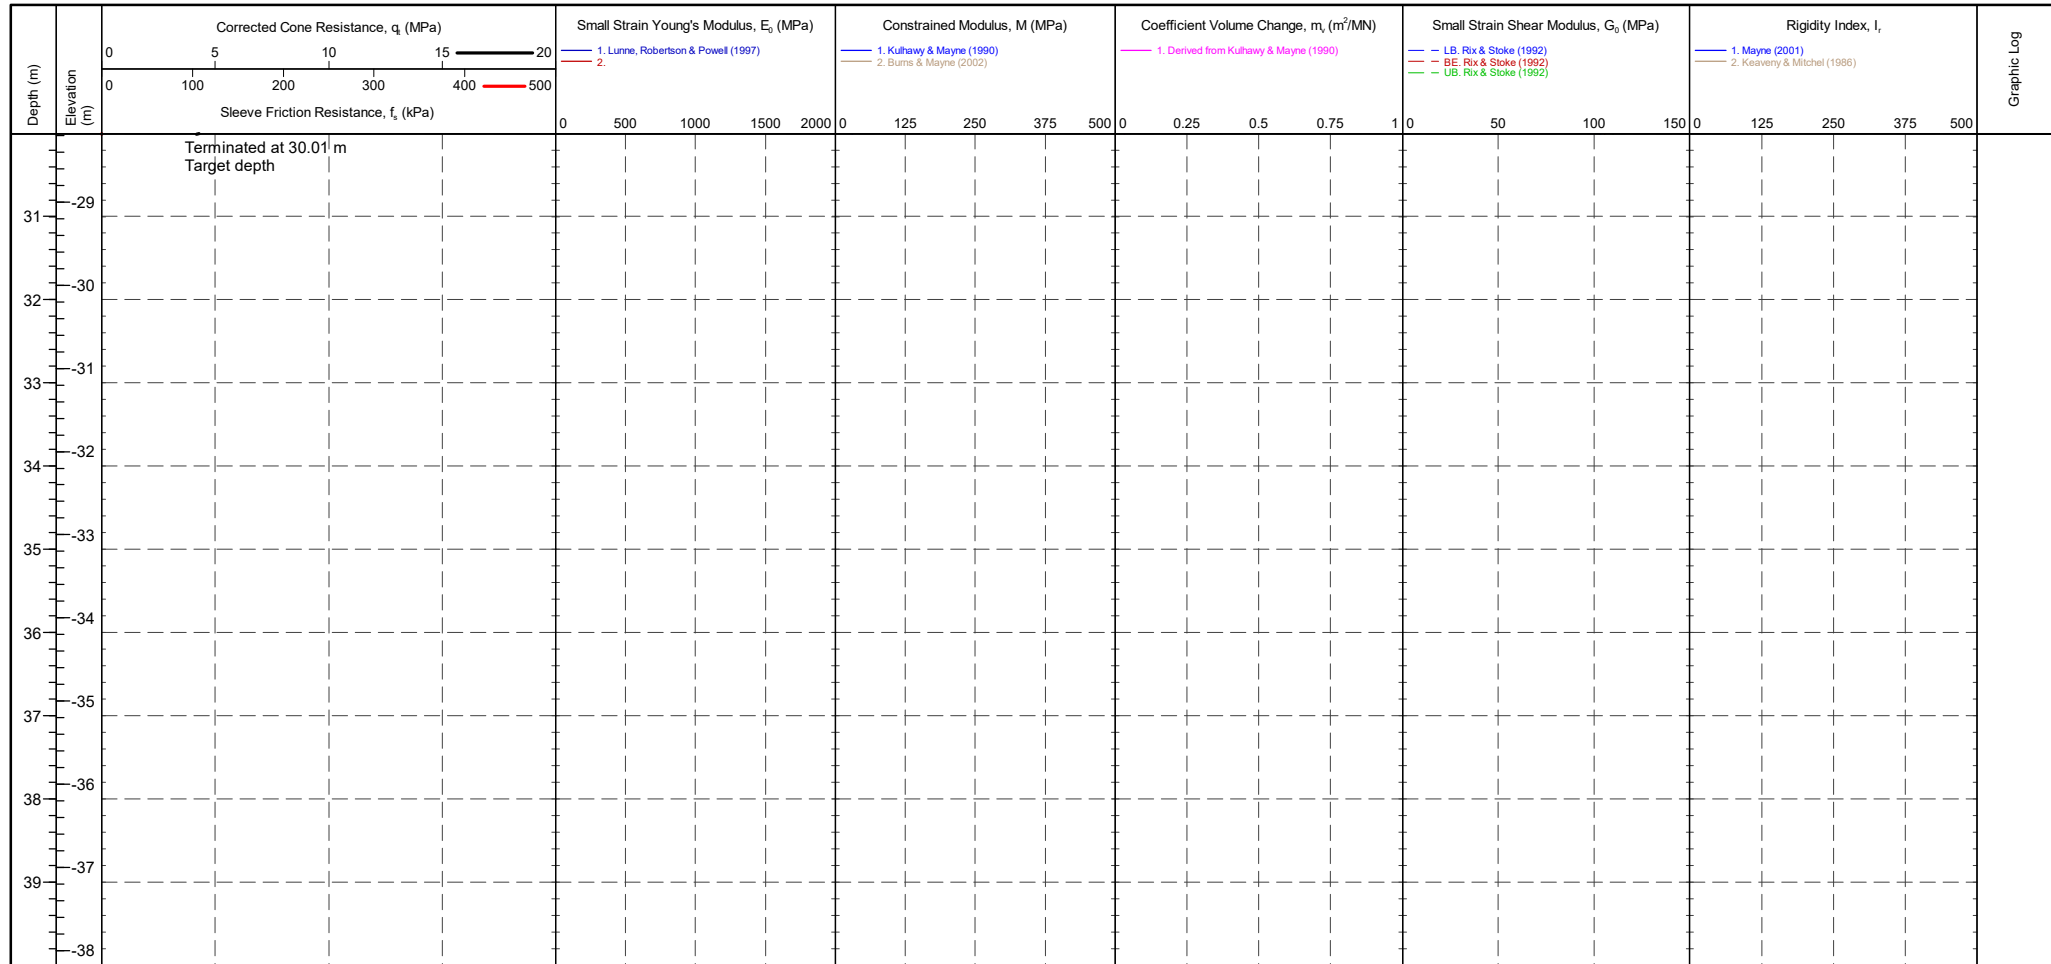 Depth (m)
Elevation (m)
Corrected Cone Resistance, qt (MPa)
0 5 10 15 20
0 100 200 300 400 500
Sleeve Friction Resistance, fs (kPa)
Small Strain Young's Modulus, E0 (MPa)
1. Lunne, Robertson & Powell (1997)
2.
0 500 1000 1500 2000
Constrained Modulus, M (MPa)
1. Kulhawy & Mayne (1990)
2. Burns & Mayne (2002)
0 125 250 375 500
Coefficient Volume Change, mv (m²/MN)
1. Derived from Kulhawy & Mayne (1990)
0 0.25 0.5 0.75 1
Small Strain Shear Modulus, G0 (MPa)
LB. Rix & Stoke (1992)
BE. Rix & Stoke (1992)
UB. Rix & Stoke (1992)
0 50 100 150
Rigidity Index, Ir
1. Mayne (2001)
2. Keaveny & Mitchel (1986)
0 125 250 375 500
Graphic Log
Terminated at 30.01 m
Target depth
-29
31
-30
32
-31
33
-32
34
-33
35
-34
36
-35
37
-36
38
-37
39
-38